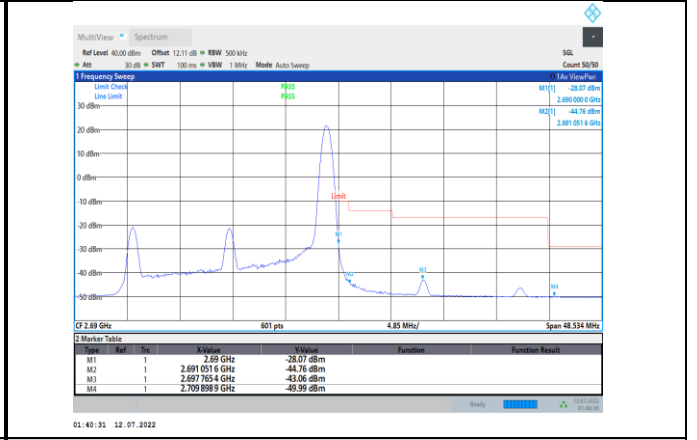 MultiView Spectrum
Ref Level 40.00 dBm Offset 12.11 dB RBW 500 kHz SGL
Att 30 dB SWT 100 ms VBW 1 MHz Mode Auto Sweep Count 50/50
1 Frequency Sweep 1Av ViewPwr
Limit Check PASS M1[1] -28.07 dBm
Line Limit PASS 2.690 000 0 GHz
30 dBm M2[1] -44.76 dBm
2.691 051 6 GHz
20 dBm
10 dBm
0 dBm
Limit
-10 dBm
-20 dBm
M1
-30 dBm
M2 M3
-40 dBm
M4
-50 dBm
CF 2.69 GHz 601 pts 4.85 MHz/ Span 48.534 MHz
2 Marker Table
Type Ref Trc X-Value Y-Value Function Function Result
M1 1 2.69 GHz -28.07 dBm
M2 1 2.691 051 6 GHz -44.76 dBm
M3 1 2.697 765 4 GHz -43.06 dBm
M4 1 2.709 898 9 GHz -49.99 dBm
Ready 12.07.2022
01:40:31 12.07.2022